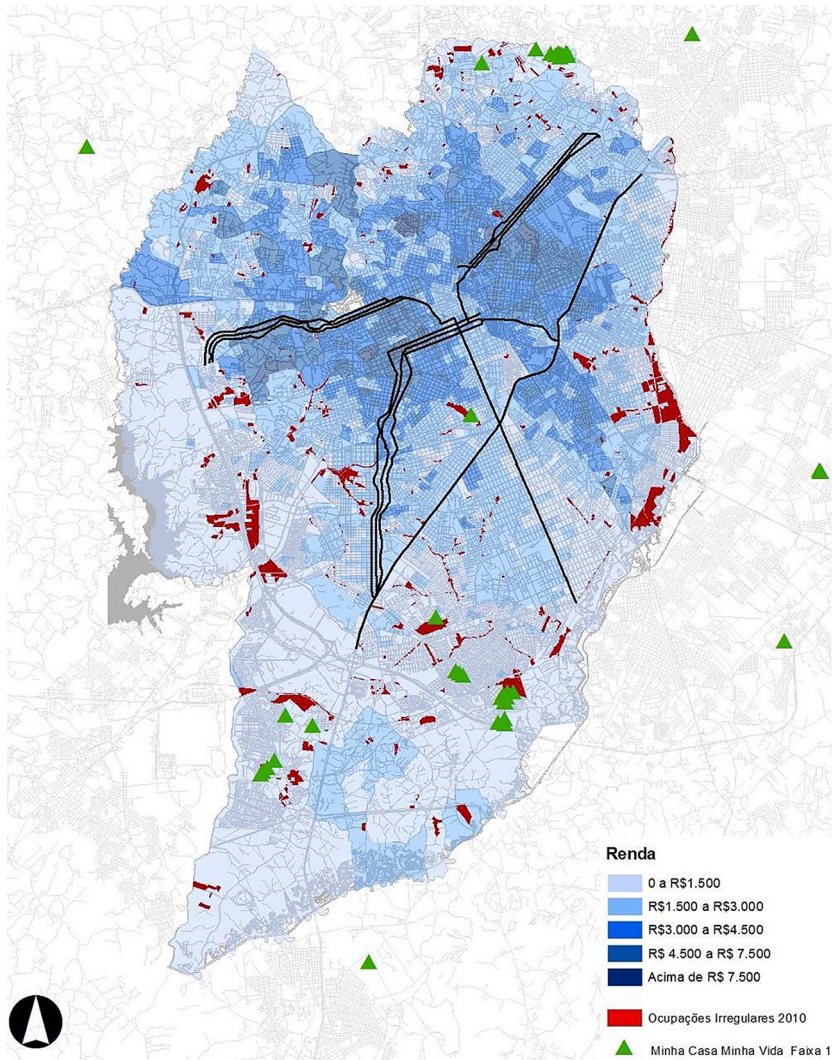 Renda
0 a R$1.500
R$1.500 a R$3.000
R$3.000 a R$4.500
R$ 4.500 a R$ 7.500
Acima de R$ 7.500
Ocupações Irregulares 2010
Minha Casa Minha Vida Faixa 1